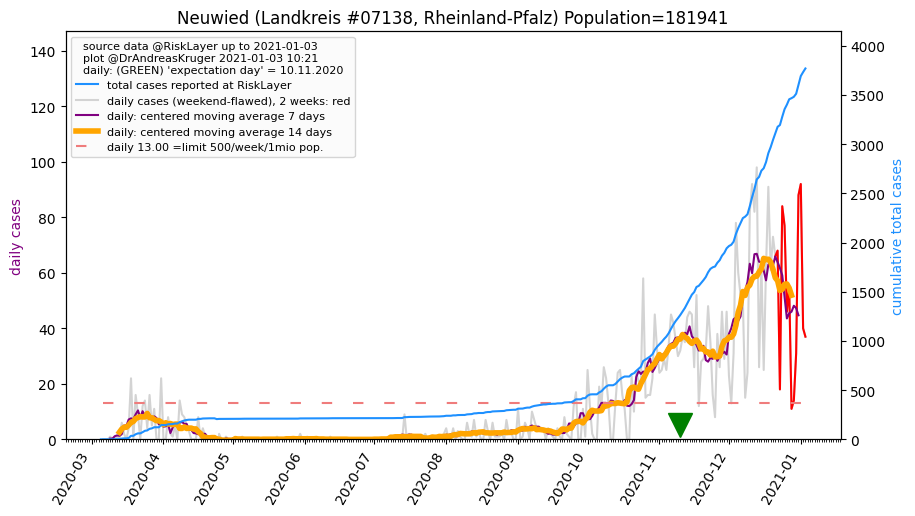 Neuwied (Landkreis #07138, Rheinland-Pfalz) Population=181941
source data @RiskLayer up to 2021-01-03
plot @DrAndreasKruger 2021-01-03 10:21
daily: (GREEN) 'expectation day' = 10.11.2020
total cases reported at RiskLayer
daily cases (weekend-flawed), 2 weeks: red
daily: centered moving average 7 days
daily: centered moving average 14 days
daily 13.00 =limit 500/week/1mio pop.
daily cases
140
120
100
80
60
40
20
0
cumulative total cases
4000
3500
3000
2500
2000
1500
1000
500
0
2020-03
2020-04
2020-05
2020-06
2020-07
2020-08
2020-09
2020-10
2020-11
2020-12
2021-01